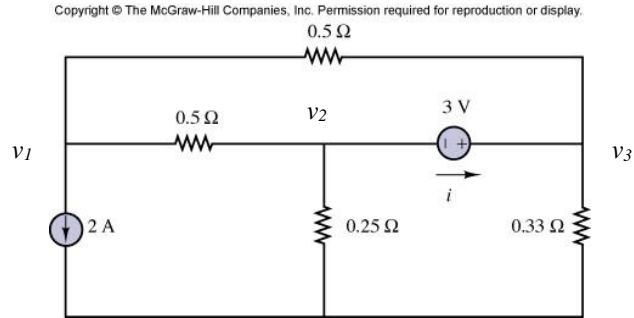 Copyright © The McGraw-Hill Companies, Inc. Permission required for reproduction or display.
0.5 Ω
0.5 Ω
v2
3 V
v1
− +
v3
i
2 A
0.25 Ω
0.33 Ω